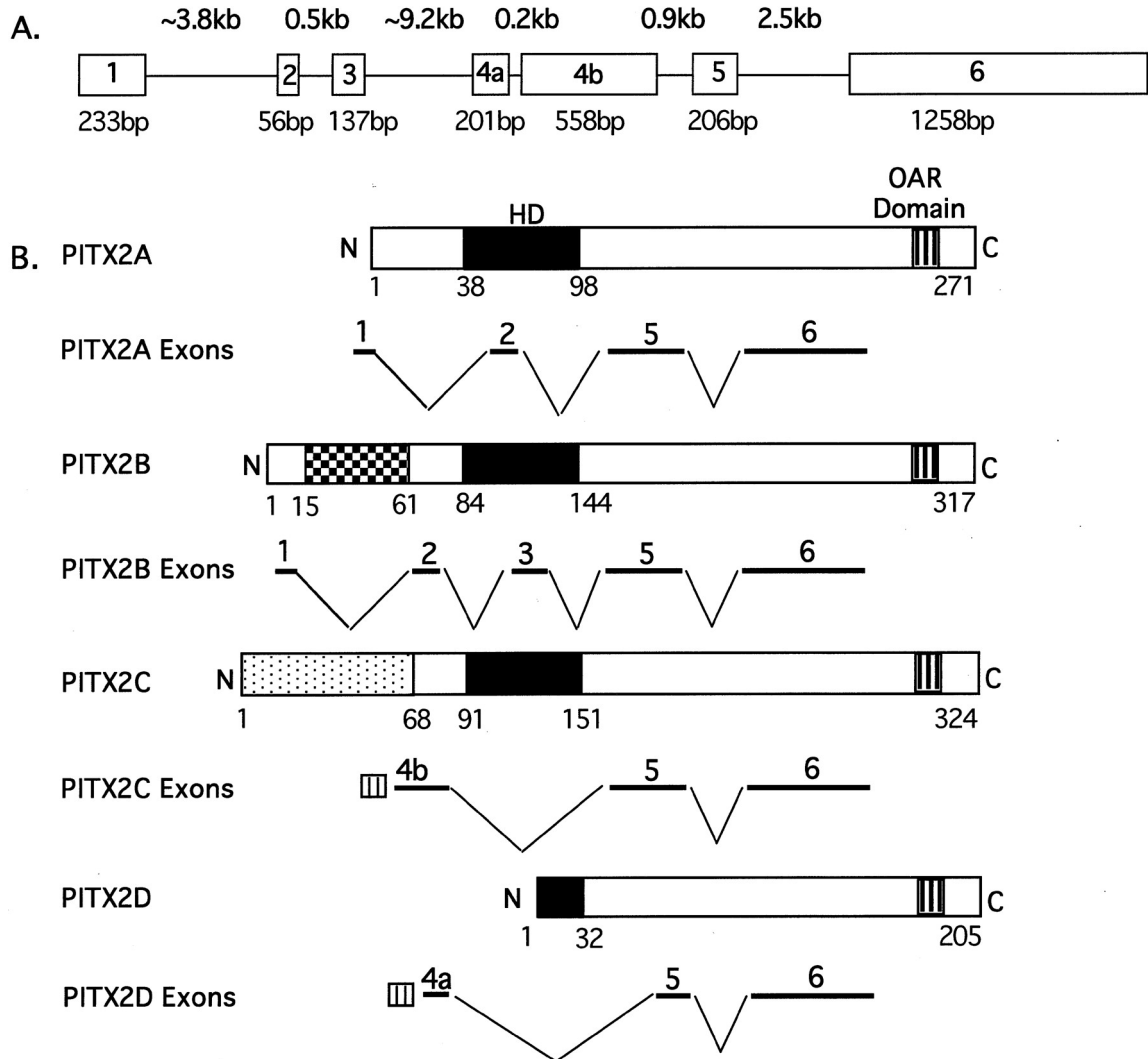 A.
~3.8kb 0.5kb ~9.2kb 0.2kb 0.9kb 2.5kb
1 2 3 4a 4b 5 6
233bp 56bp 137bp 201bp 558bp 206bp 1258bp
B.
HD OAR
Domain
PITX2A N C
1 38 98 271
PITX2A Exons 1 2 5 6
PITX2B N C
1 15 61 84 144 317
PITX2B Exons 1 2 3 5 6
PITX2C N C
1 68 91 151 324
PITX2C Exons 4b 5 6
PITX2D N C
1 32 205
PITX2D Exons 4a 5 6